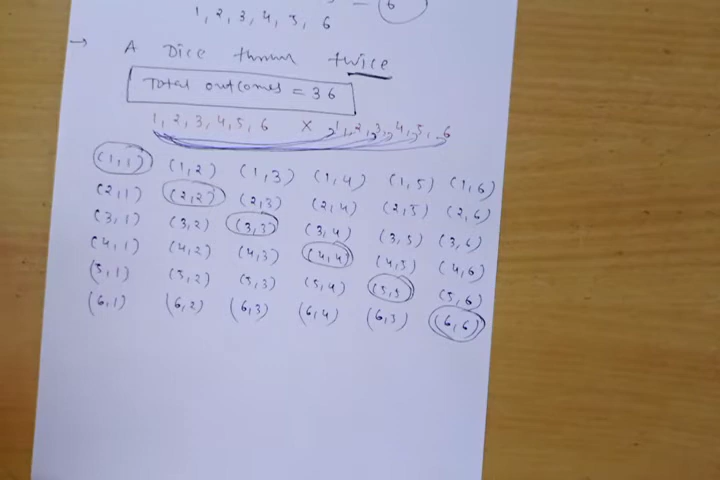 = 6
1, 2, 3, 4, 5, 6
→ A Dice thrown twice
Total outcomes = 36
1, 2, 3, 4, 5, 6 × 1, 2, 3, 4, 5, 6
(1,1) (1,2) (1,3) (1,4) (1,5) (1,6)
(2,1) (2,2) (2,3) (2,4) (2,5) (2,6)
(3,1) (3,2) (3,3) (3,4) (3,5) (3,6)
(4,1) (4,2) (4,3) (4,4) (4,5) (4,6)
(5,1) (5,2) (5,3) (5,4) (5,5) (5,6)
(6,1) (6,2) (6,3) (6,4) (6,5) (6,6)